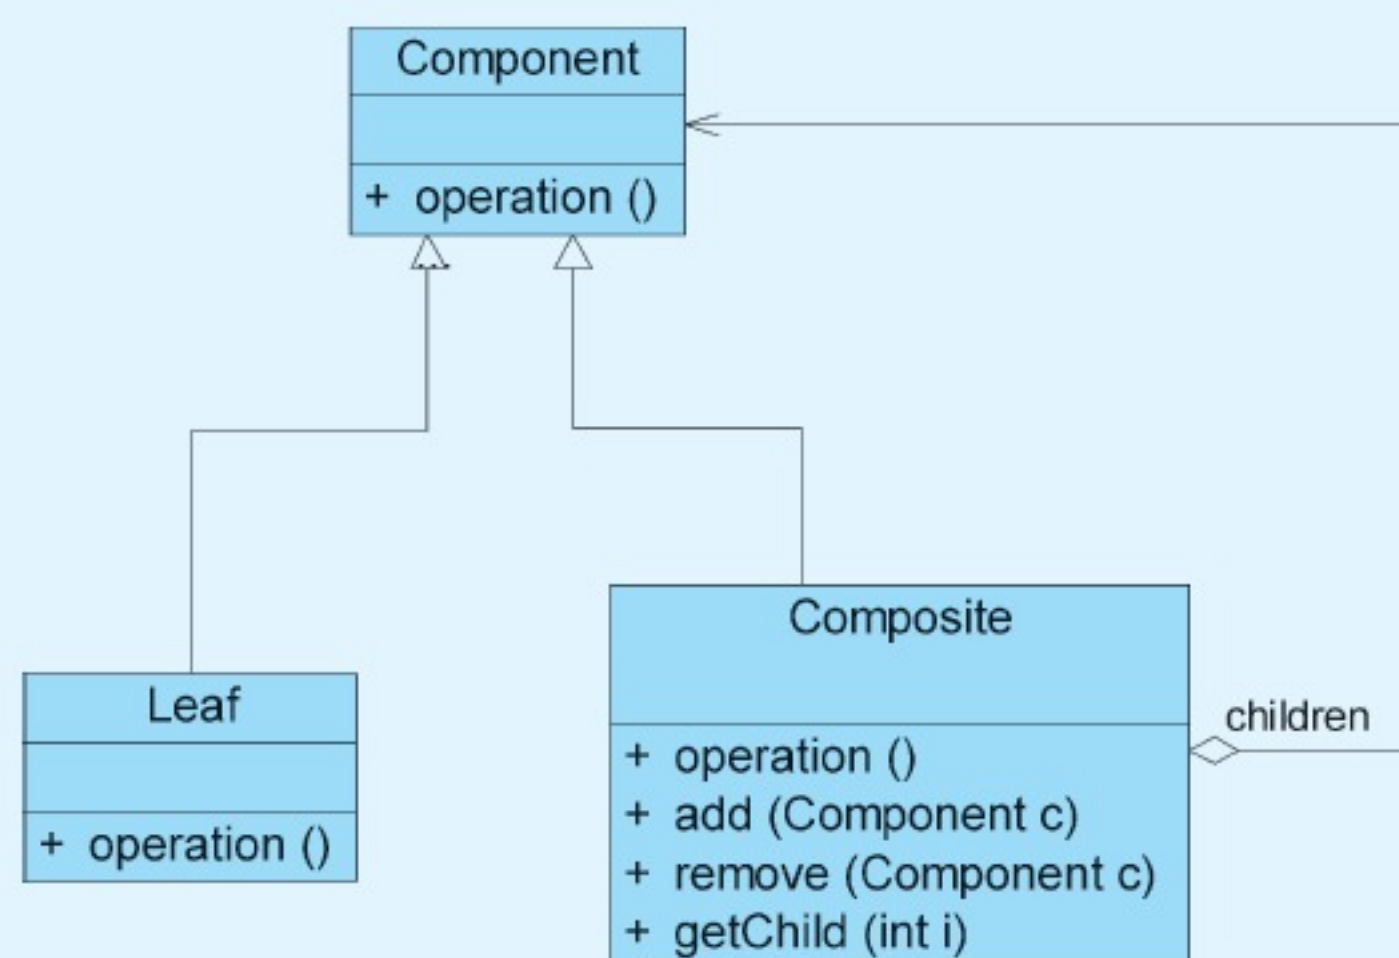 Component
+ operation ()
Composite
Leaf
children
+ operation ()
+ add (Component c)
+ operation ()
+ remove (Component c)
+ getChild (int i)